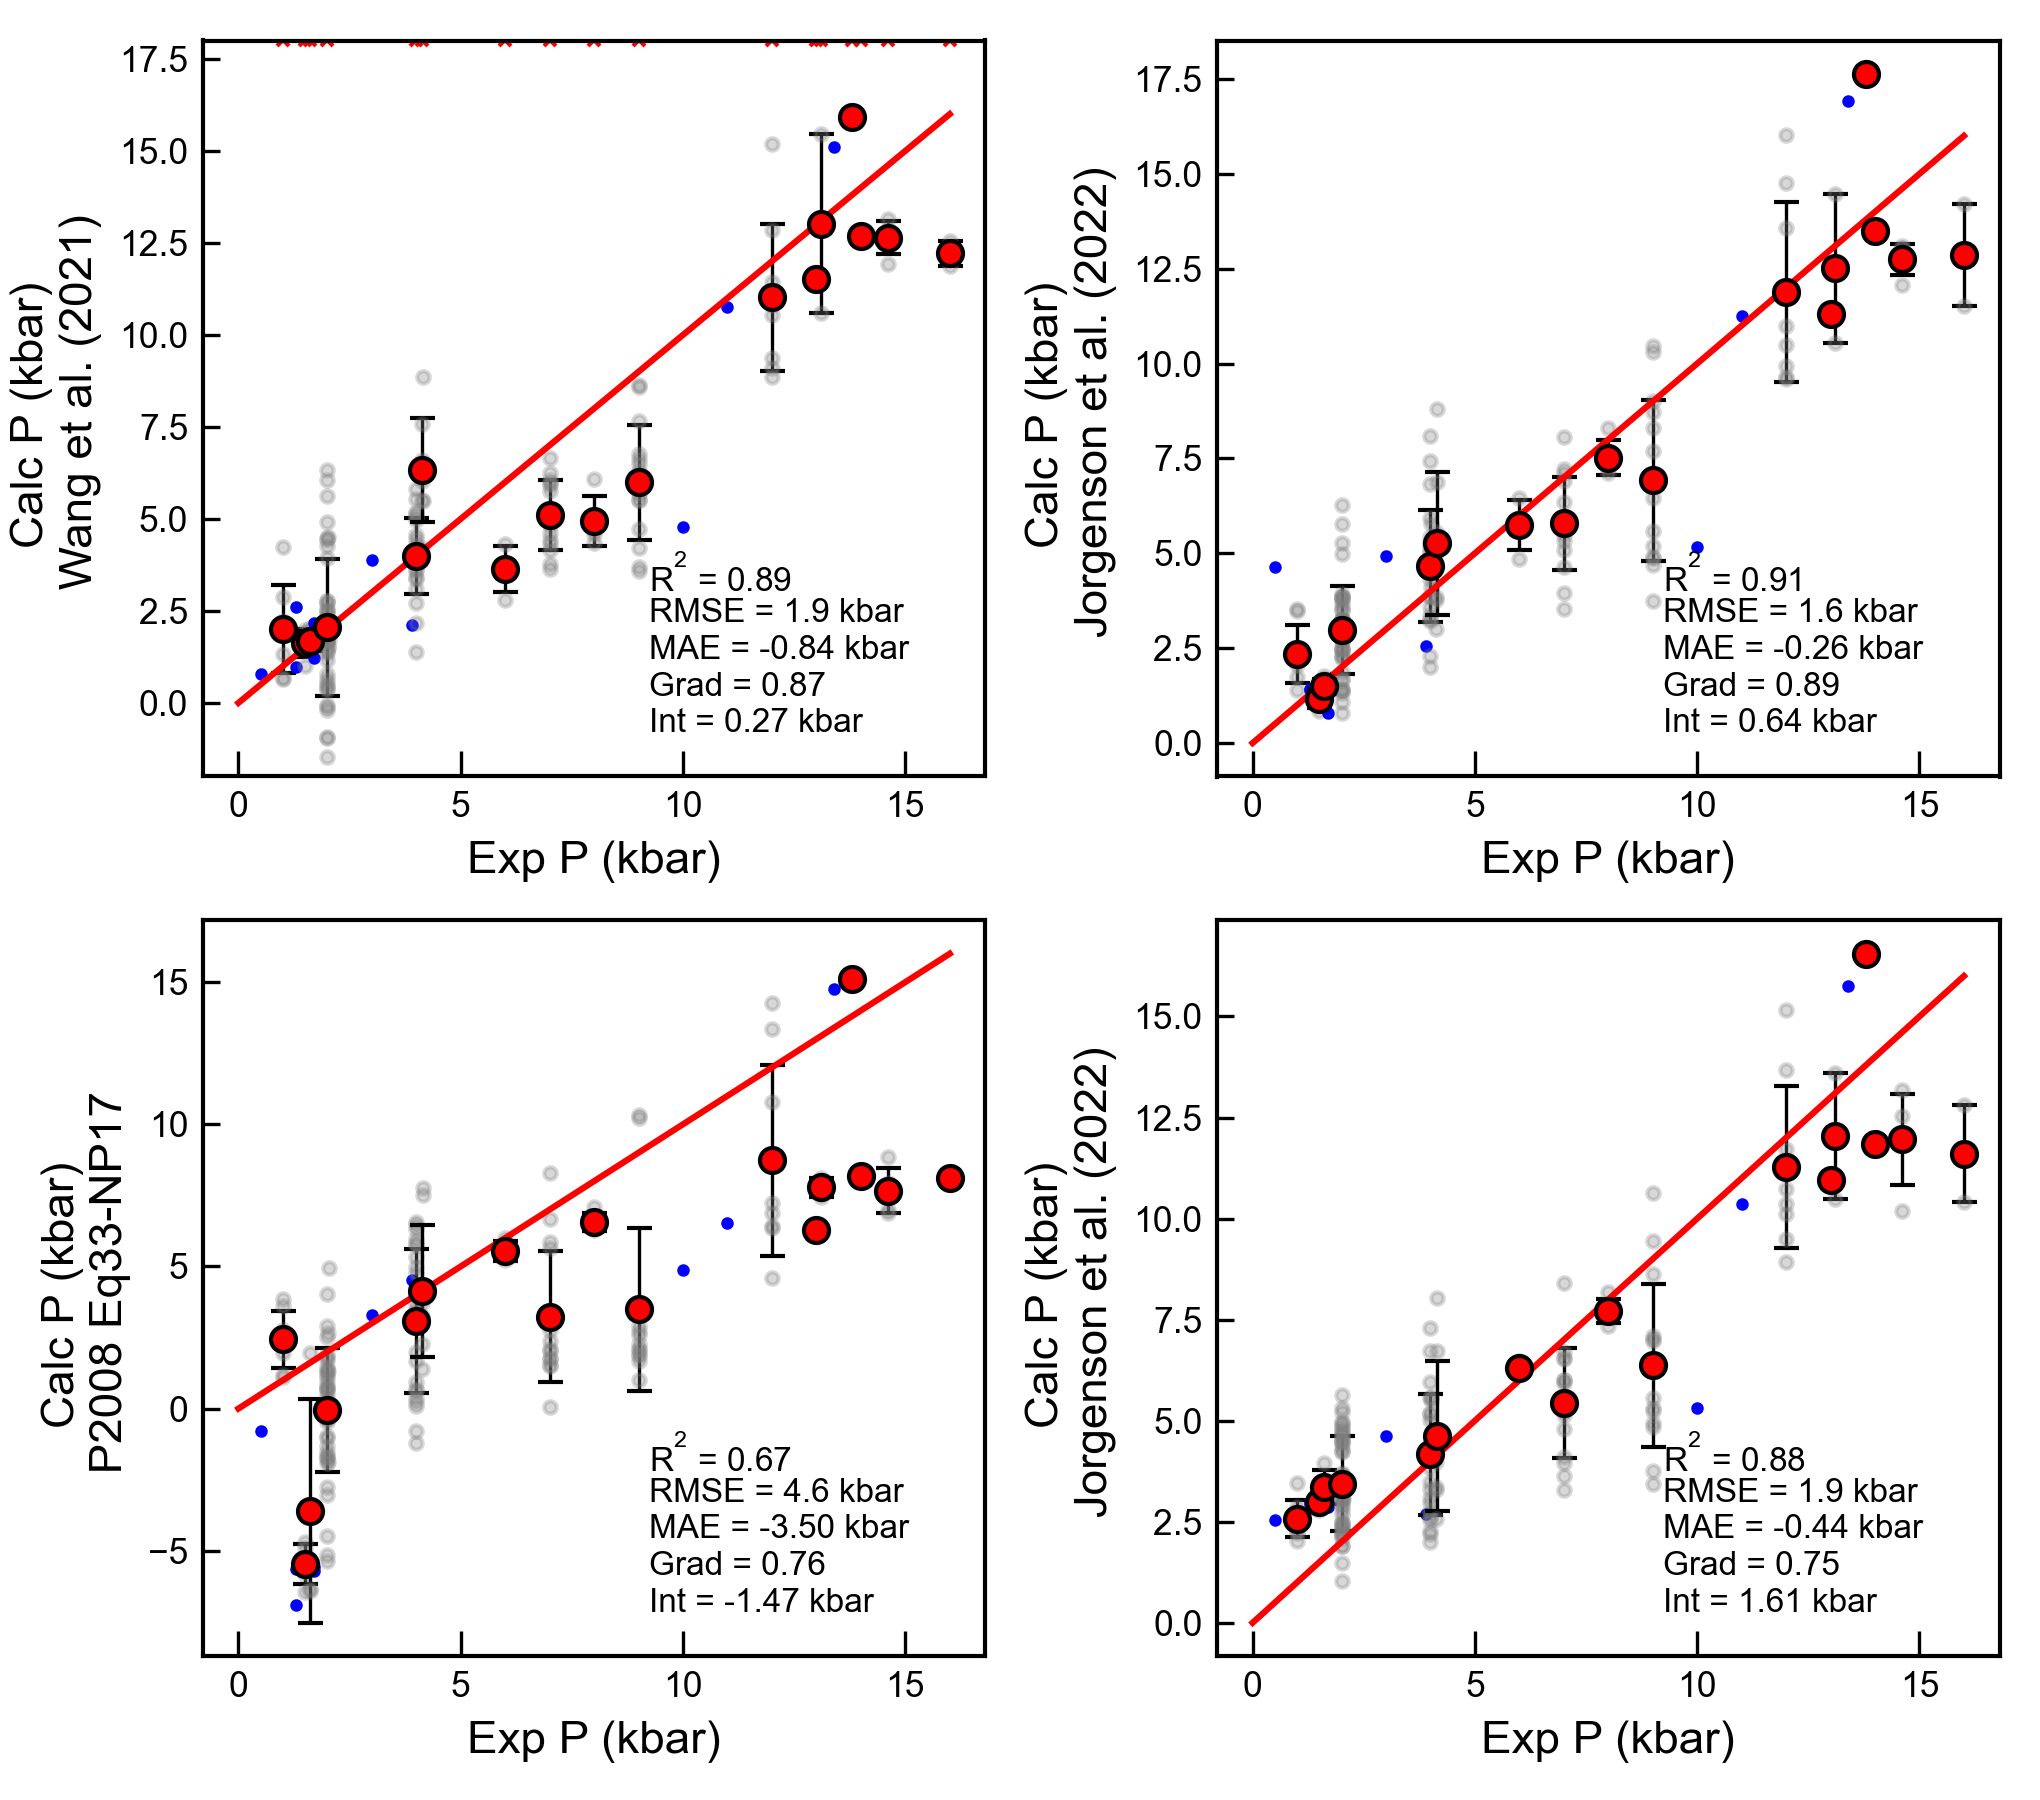 Calc P (kbar)
Wang et al. (2021)
17.5
15.0
12.5
10.0
7.5
5.0
2.5
0.0
R² = 0.89
RMSE = 1.9 kbar
MAE = -0.84 kbar
Grad = 0.87
Int = 0.27 kbar
0 5 10 15
Exp P (kbar)
Calc P (kbar)
Jorgenson et al. (2022)
17.5
15.0
12.5
10.0
7.5
5.0
2.5
0.0
R² = 0.91
RMSE = 1.6 kbar
MAE = -0.26 kbar
Grad = 0.89
Int = 0.64 kbar
0 5 10 15
Exp P (kbar)
Calc P (kbar)
P2008 Eq33-NP17
15
10
5
0
−5
R² = 0.67
RMSE = 4.6 kbar
MAE = -3.50 kbar
Grad = 0.76
Int = -1.47 kbar
0 5 10 15
Exp P (kbar)
Calc P (kbar)
Jorgenson et al. (2022)
15.0
12.5
10.0
7.5
5.0
2.5
0.0
R² = 0.88
RMSE = 1.9 kbar
MAE = -0.44 kbar
Grad = 0.75
Int = 1.61 kbar
0 5 10 15
Exp P (kbar)